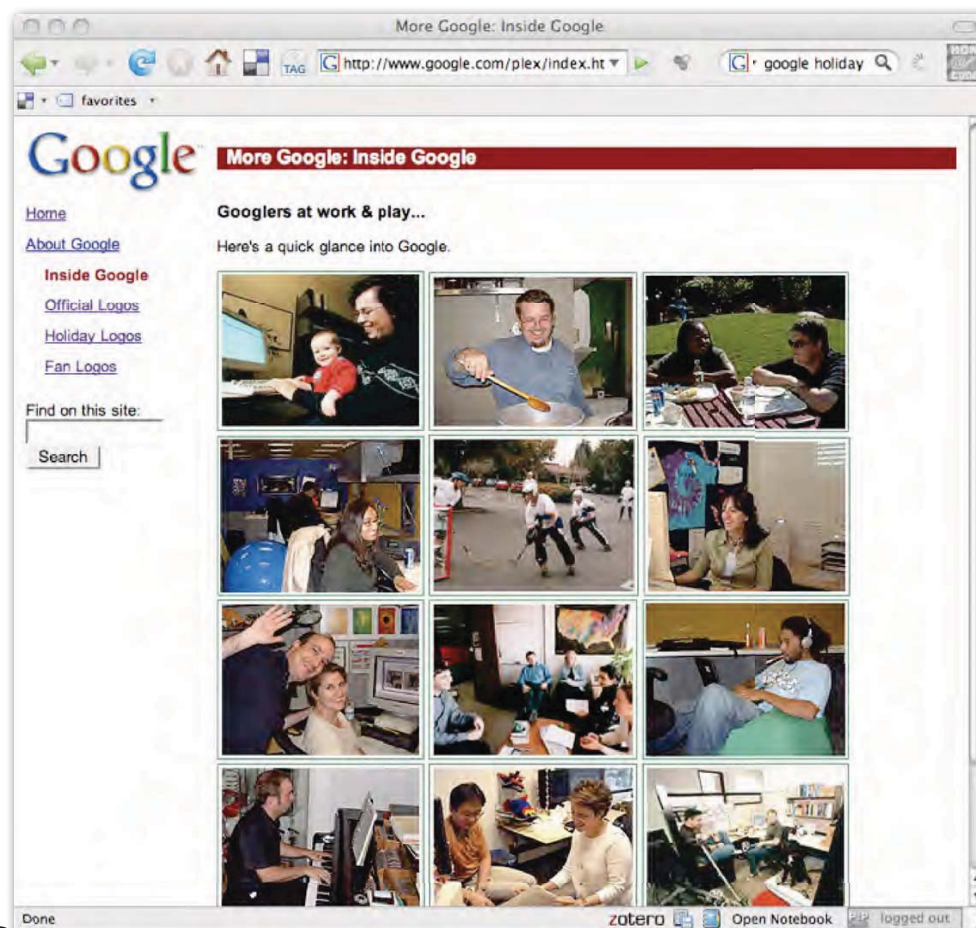 More Google: Inside Google
TAG
http://www.google.com/plex/index.ht
google holiday
favorites
Google
More Google: Inside Google
Home
Googlers at work & play...
About Google
Here's a quick glance into Google.
Inside Google
Official Logos
Holiday Logos
Fan Logos
Find on this site:
Search
Done
zotero
Open Notebook
logged out